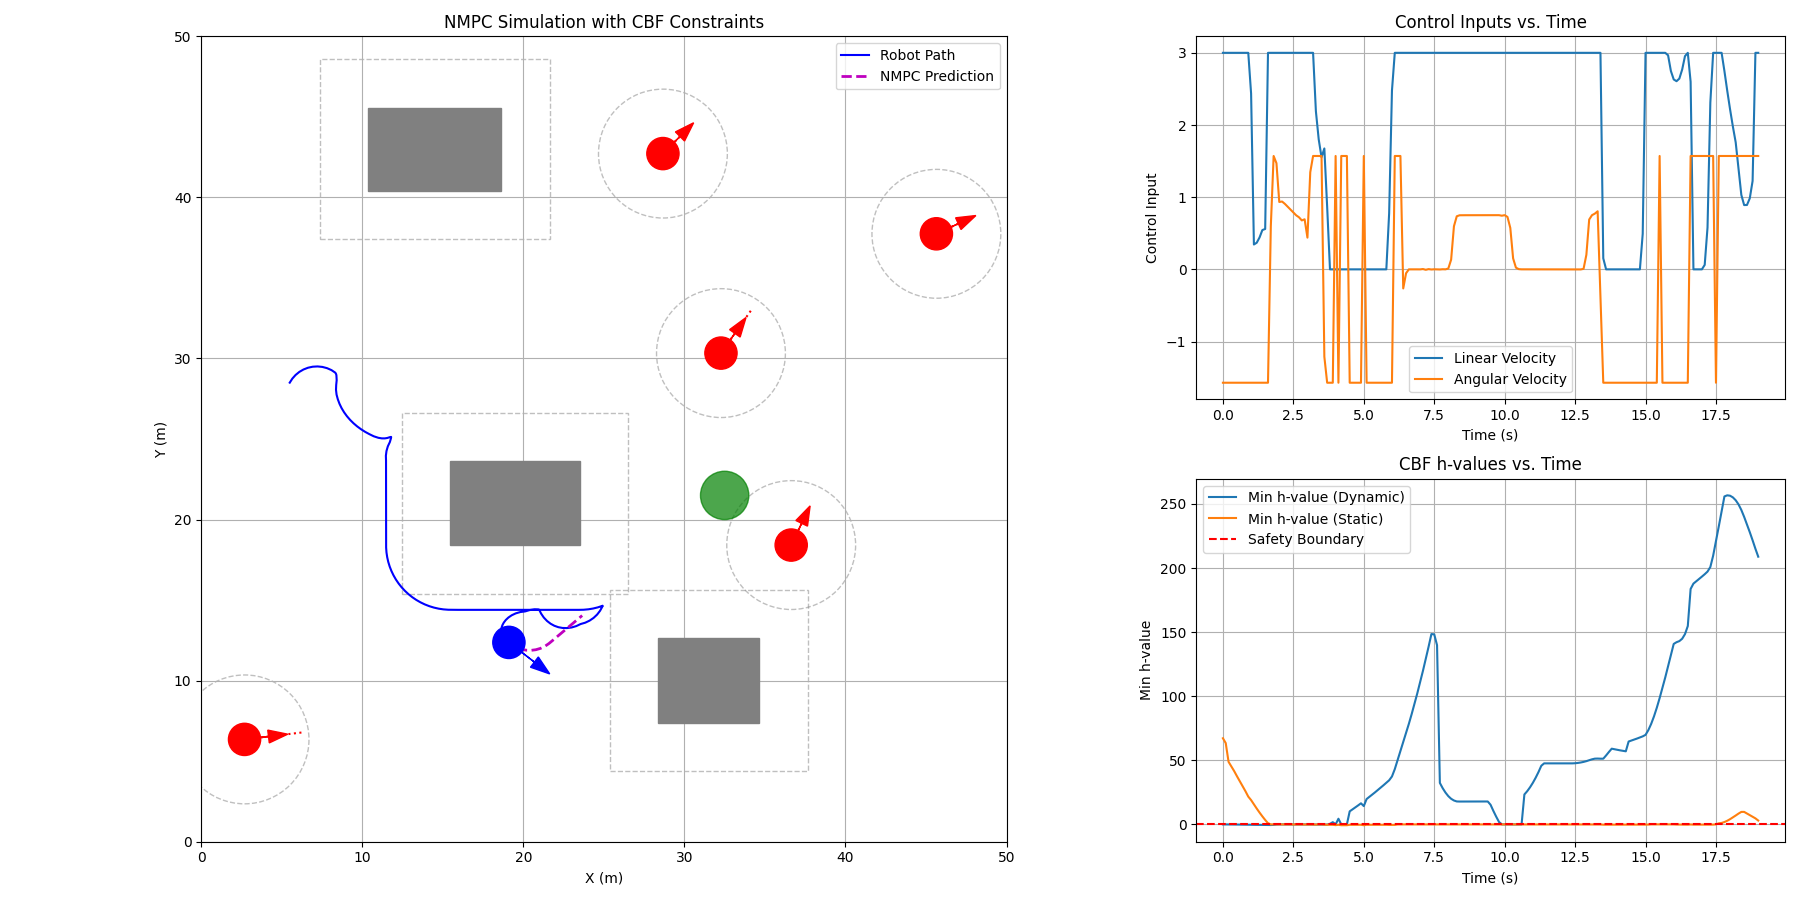 NMPC Simulation with CBF Constraints
50
40
30
20
10
0
Y (m)
Robot Path
NMPC Prediction
0 10 20 30 40 50
X (m)
Control Inputs vs. Time
3
2
1
0
−1
Control Input
Linear Velocity
Angular Velocity
0.0 2.5 5.0 7.5 10.0 12.5 15.0 17.5
Time (s)
CBF h-values vs. Time
250
200
150
100
50
0
Min h-value
Min h-value (Dynamic)
Min h-value (Static)
Safety Boundary
0.0 2.5 5.0 7.5 10.0 12.5 15.0 17.5
Time (s)